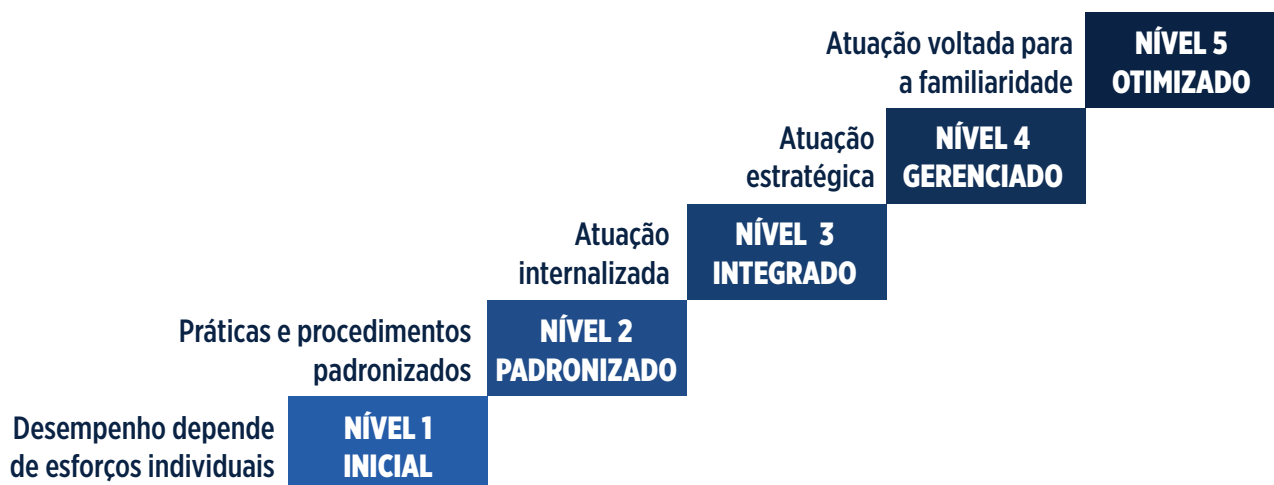 Atuação voltada para
a familiaridade
NÍVEL 5
OTIMIZADO
Atuação
estratégica
NÍVEL 4
GERENCIADO
Atuação
internalizada
NÍVEL 3
INTEGRADO
Práticas e procedimentos
padronizados
NÍVEL 2
PADRONIZADO
Desempenho depende
de esforços individuais
NÍVEL 1
INICIAL